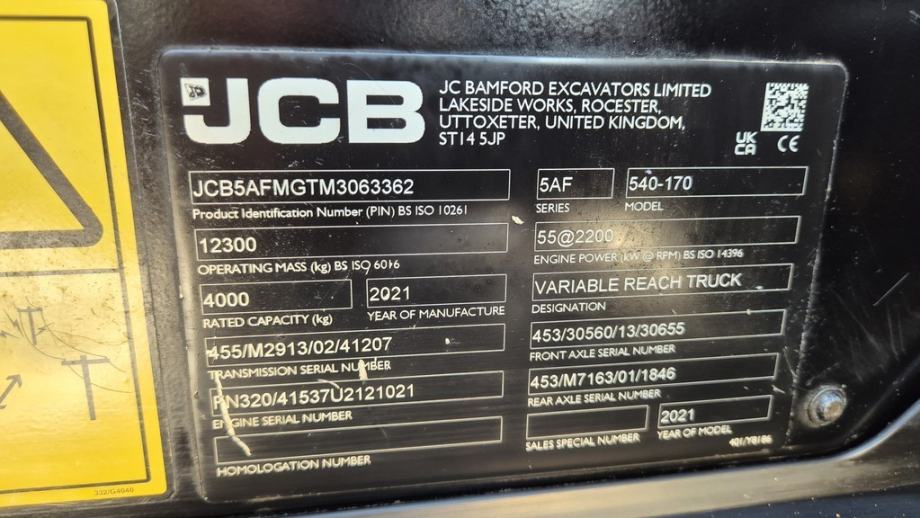 JCB
JC BAMFORD EXCAVATORS LIMITED
LAKESIDE WORKS, ROCESTER,
UTTOXETER, UNITED KINGDOM,
ST14 5JP
UK
CA CE
JCB5AFMGTM3063362
Product Identification Number (PIN) BS ISO 10261
5AF
SERIES
540-170
MODEL
12300
OPERATING MASS (kg) BS ISO 6016
55@2200
ENGINE POWER (kW @ RPM) BS ISO 14396
4000
RATED CAPACITY (kg)
2021
YEAR OF MANUFACTURE
VARIABLE REACH TRUCK
DESIGNATION
455/M2913/02/41207
TRANSMISSION SERIAL NUMBER
453/30560/13/30655
FRONT AXLE SERIAL NUMBER
PN320/41537U2121021
ENGINE SERIAL NUMBER
453/M7163/01/1846
REAR AXLE SERIAL NUMBER
HOMOLOGATION NUMBER
SALES SPECIAL NUMBER
2021
YEAR OF MODEL
401/Y8186
332/G4040